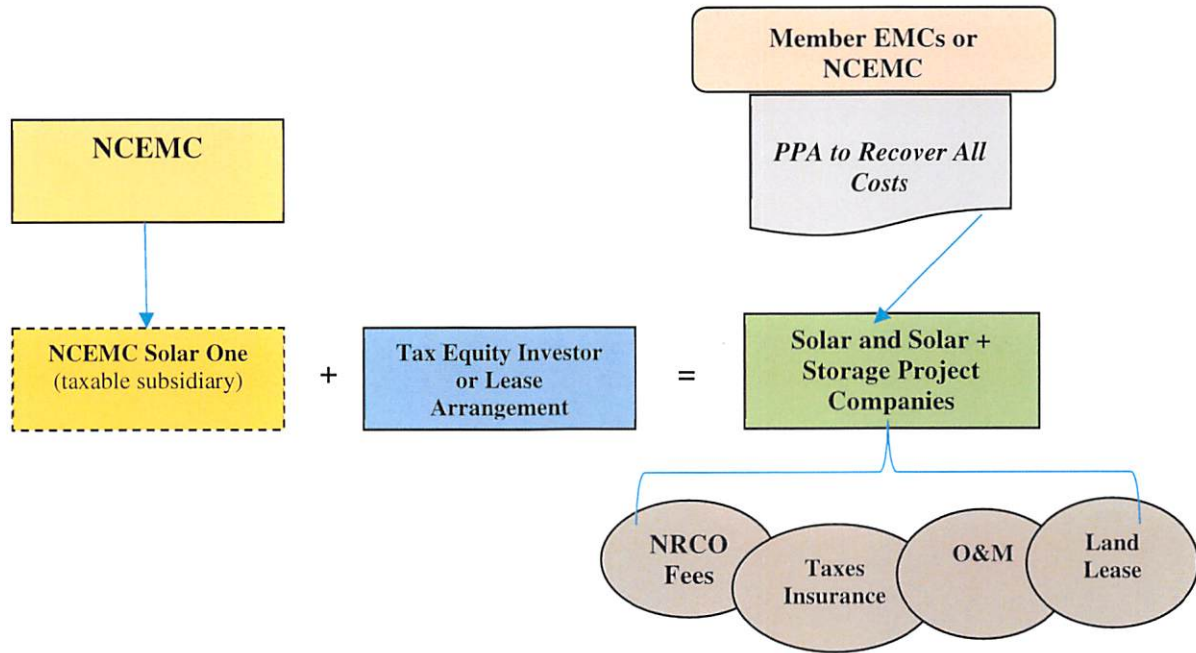 Member EMCs or
NCEMC
NCEMC
PPA to Recover All
Costs
NCEMC Solar One
(taxable subsidiary)
+
Tax Equity Investor
or Lease
Arrangement
=
Solar and Solar +
Storage Project
Companies
NRCO
Fees
Taxes
Insurance
O&M
Land
Lease